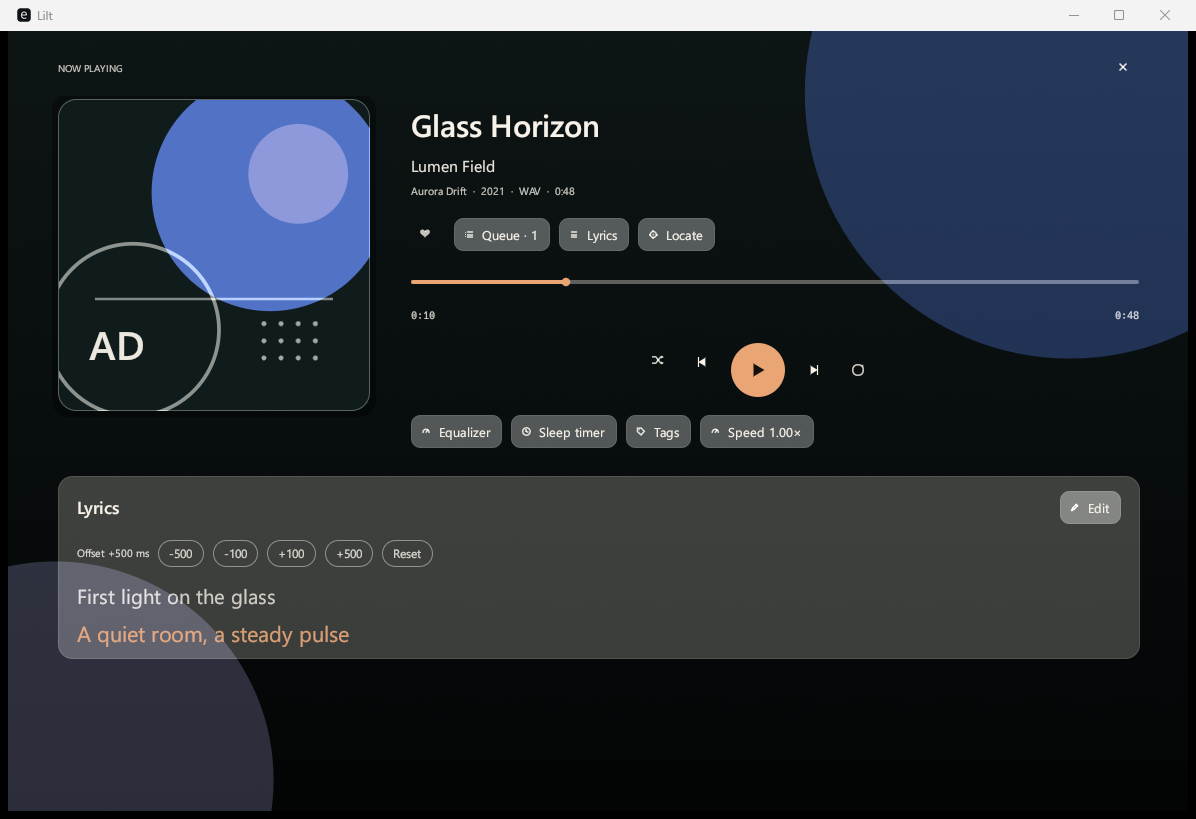 Lilt
NOW PLAYING
AD
Glass Horizon
Lumen Field
Aurora Drift · 2021 · WAV · 0:48
Queue · 1 Lyrics Locate
0:10 0:48
Equalizer Sleep timer Tags Speed 1.00×
Lyrics Edit
Offset +500 ms -500 -100 +100 +500 Reset
First light on the glass
A quiet room, a steady pulse